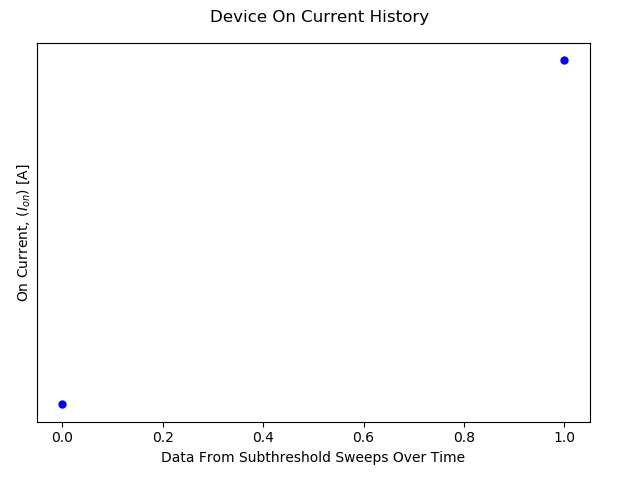 Device On Current History
On Current, (I_on) [A]
0.0 0.2 0.4 0.6 0.8 1.0
Data From Subthreshold Sweeps Over Time